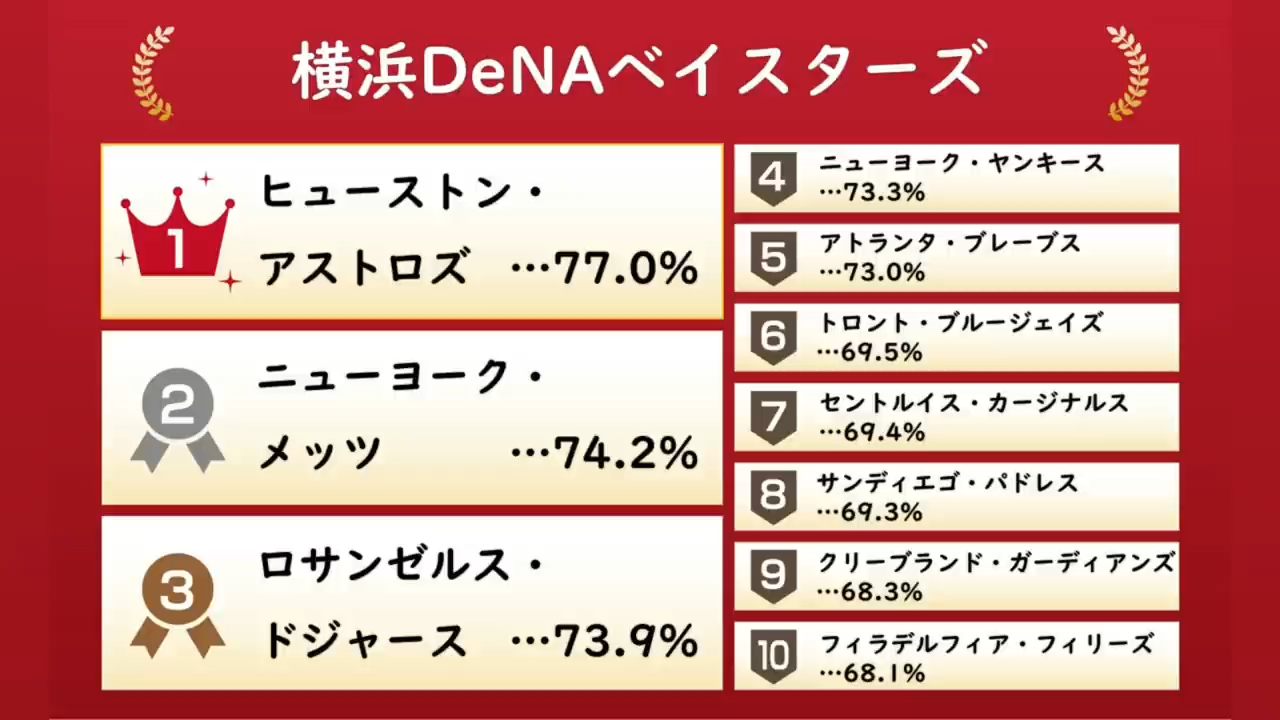 横浜DeNAベイスターズ
1
ヒューストン・
アストロズ …77.0%
2
ニューヨーク・
メッツ …74.2%
3
ロサンゼルス・
ドジャース …73.9%
4
ニューヨーク・ヤンキース
…73.3%
5
アトランタ・ブレーブス
…73.0%
6
トロント・ブルージェイズ
…69.5%
7
セントルイス・カージナルス
…69.4%
8
サンディエゴ・パドレス
…69.3%
9
クリーブランド・ガーディアンズ
…68.3%
10
フィラデルフィア・フィリーズ
…68.1%